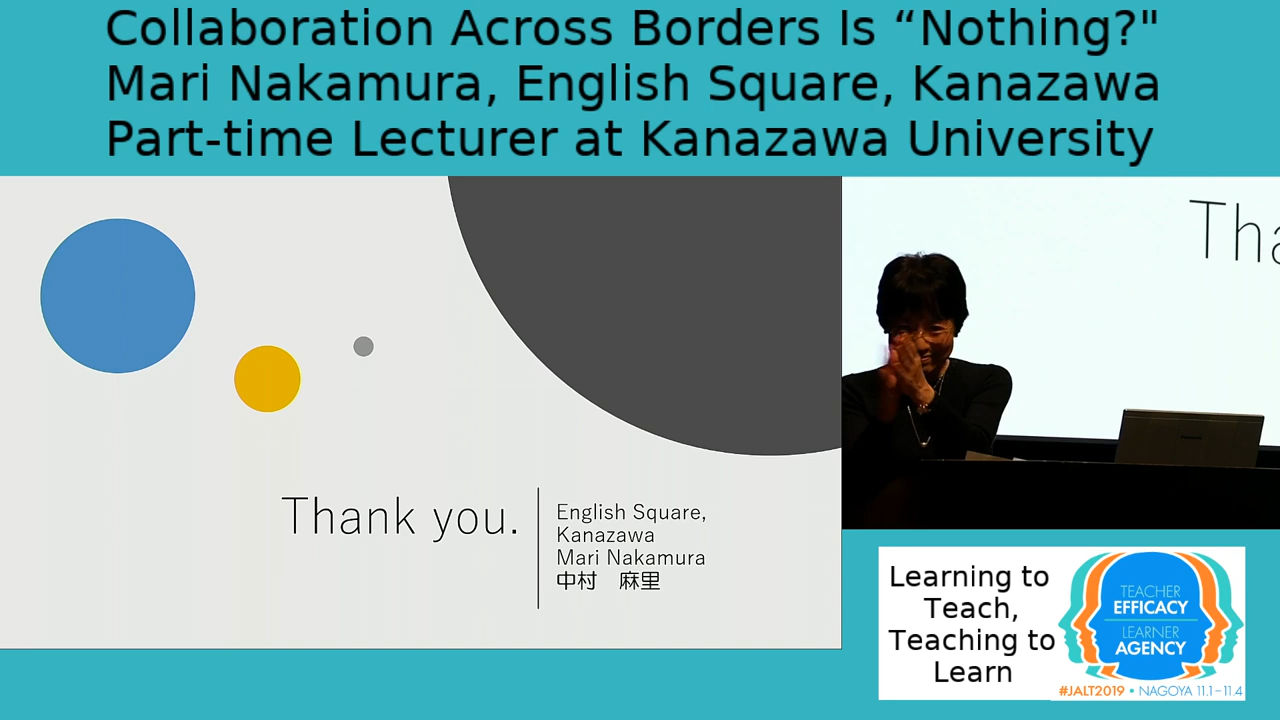 Collaboration Across Borders Is “Nothing?"
Mari Nakamura, English Square, Kanazawa
Part-time Lecturer at Kanazawa University
Thank you.
English Square,
Kanazawa
Mari Nakamura
中村　麻里
Tha
Learning to
Teach,
Teaching to
Learn
TEACHER
EFFICACY
LEARNER
AGENCY
#JALT2019 • NAGOYA 11.1–11.4